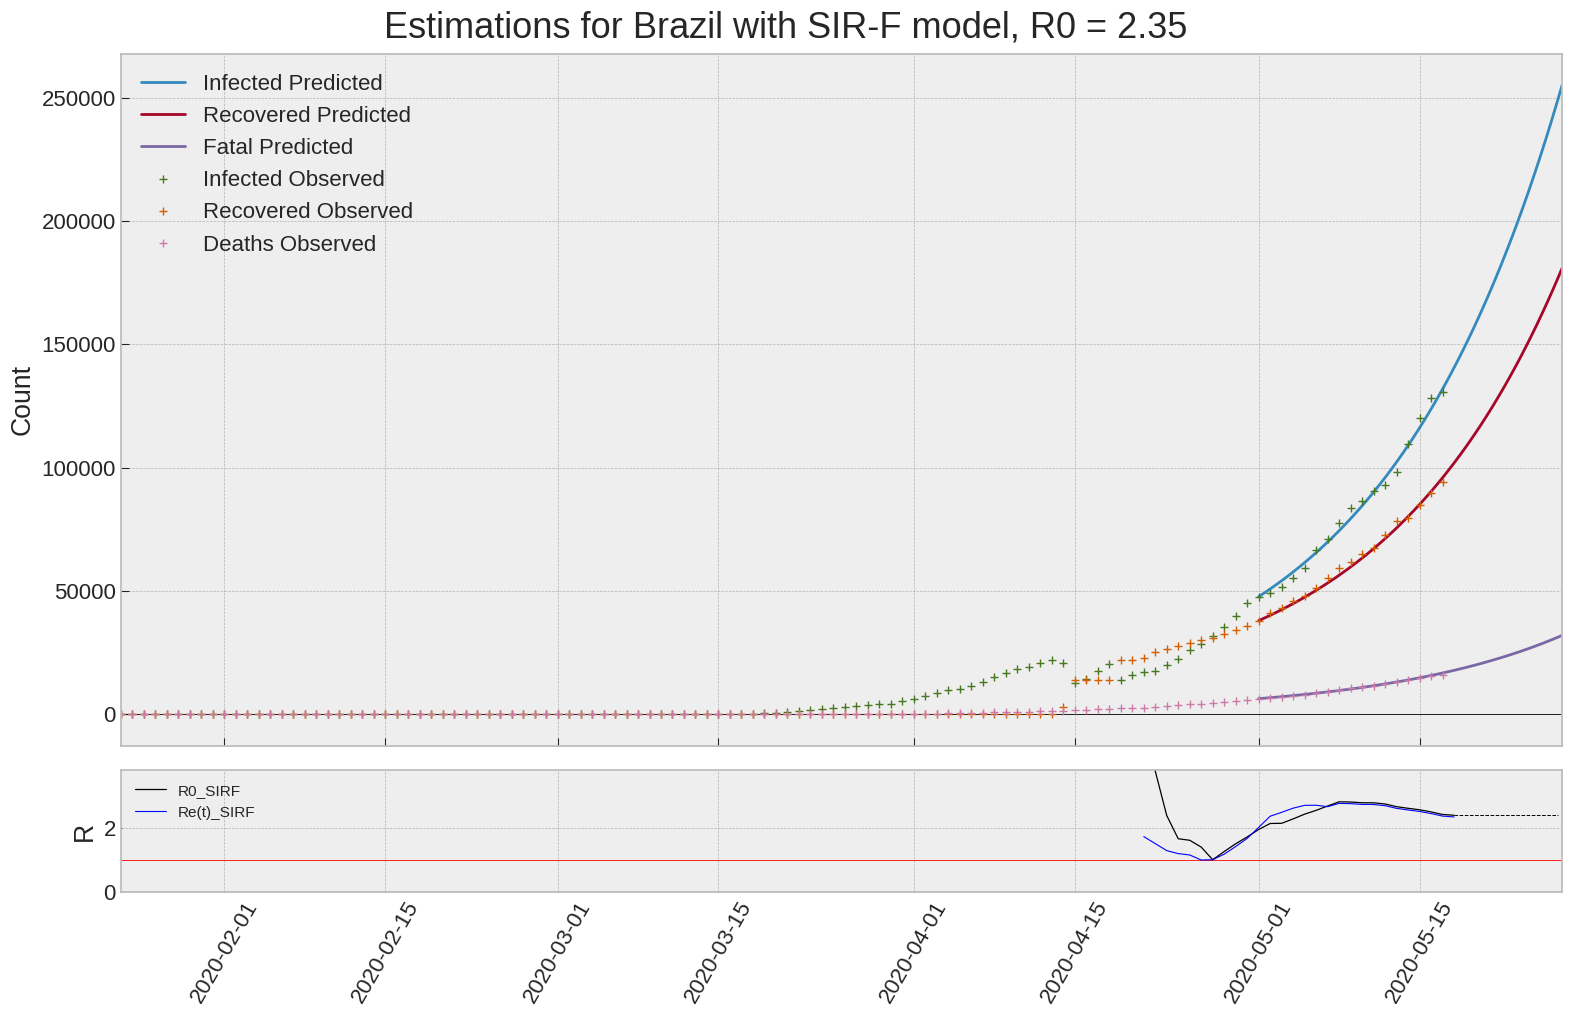 Estimations for Brazil with SIR-F model, R0 = 2.35
Infected Predicted
Recovered Predicted
Fatal Predicted
Infected Observed
Recovered Observed
Deaths Observed
250000
200000
150000
100000
50000
0
Count
R0_SIRF
Re(t)_SIRF
2
0
R
2020-02-01
2020-02-15
2020-03-01
2020-03-15
2020-04-01
2020-04-15
2020-05-01
2020-05-15